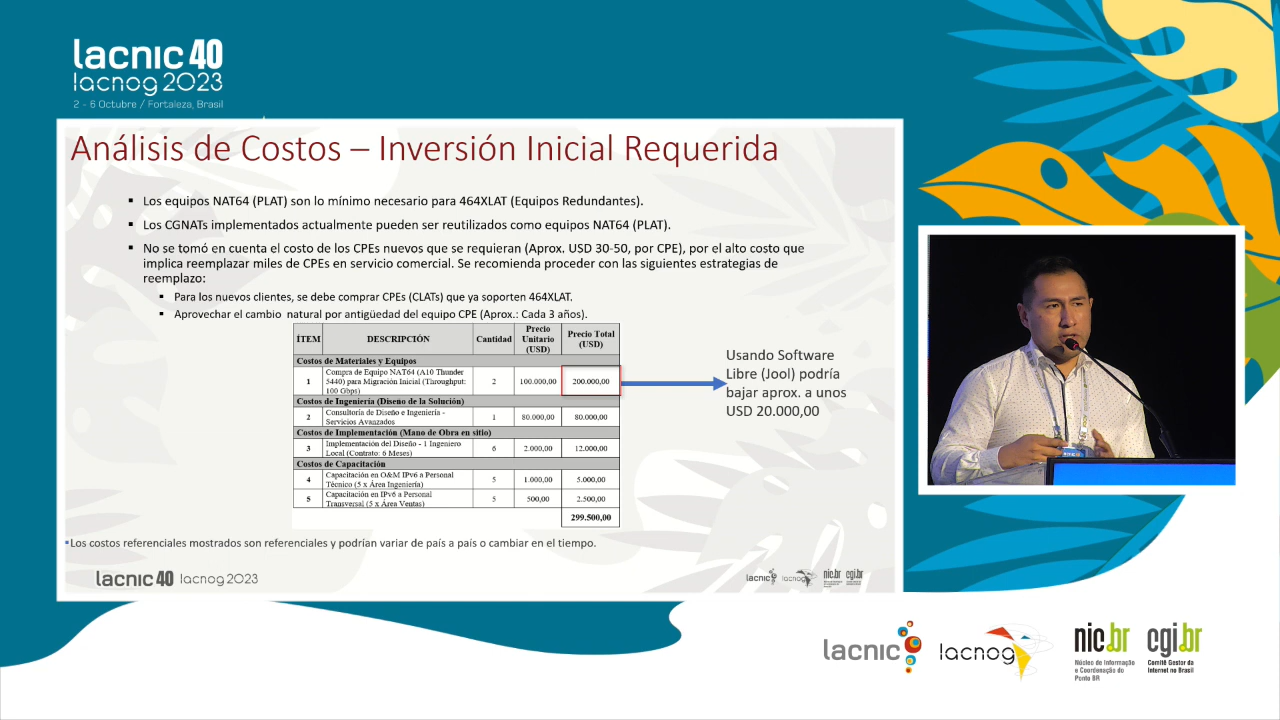 lacnic 40
lacnog 2023
2 - 6 Octubre / Fortaleza, Brasil
Análisis de Costos – Inversión Inicial Requerida
▪ Los equipos NAT64 (PLAT) son lo mínimo necesario para 464XLAT (Equipos Redundantes).
▪ Los CGNATs implementados actualmente pueden ser reutilizados como equipos NAT64 (PLAT).
▪ No se tomó en cuenta el costo de los CPEs nuevos que se requieran (Aprox. USD 30-50, por CPE), por el alto costo que
implica reemplazar miles de CPEs en servicio comercial. Se recomienda proceder con las siguientes estrategias de
reemplazo:
▪ Para los nuevos clientes, se debe comprar CPEs (CLATs) que ya soporten 464XLAT.
▪ Aprovechar el cambio natural por antigüedad del equipo CPE (Aprox.: Cada 3 años).
ÍTEM DESCRIPCIÓN Cantidad Precio Unitario (USD) Precio Total (USD)
Costos de Materiales y Equipos
1 Compra de Equipo NAT64 (A10 Thunder 5440) para Migración Inicial (Throughput: 100 Gbps) 2 100.000,00 200.000,00
Costos de Ingeniería (Diseno de la Solución)
2 Consultoría de Diseño e Ingeniería - Servicios Avanzados 1 80.000,00 80.000,00
Costos de Implementación (Mano de Obra en sitio)
3 Implementación del Diseño - 1 Ingeniero Local (Contrato: 6 Meses) 6 2.000,00 12.000,00
Costos de Capacitación
4 Capacitación en O&M IPv6 a Personal Técnico (5 x Área Ingeniería) 5 1.000,00 5.000,00
5 Capacitación en IPv6 a Personal Transversal (5 x Área Ventas) 5 500,00 2.500,00
299.500,00
Usando Software
Libre (Jool) podría
bajar aprox. a unos
USD 20.000,00
▪Los costos referenciales mostrados son referenciales y podrían variar de país a país o cambiar en el tiempo.
lacnic 40 lacnog 2023
lacnic lacnog nic.br cgi.br
lacnic lacnog nic.br cgi.br
Núcleo de Informação
e Coordenação do
Ponto BR
Comitê Gestor da
Internet no Brasil